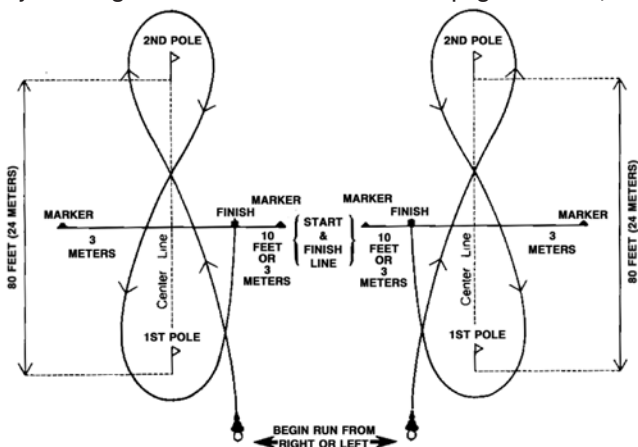 2ND POLE
2ND POLE
80 FEET (24 METERS)
MARKER
3
METERS
FINISH
MARKER
10
FEET
OR
3
METERS
START
&
FINISH
LINE
MARKER
10
FEET
OR
3
METERS
FINISH
MARKER
3
METERS
80 FEET (24 METERS)
Center Line
Center Line
1ST POLE
1ST POLE
BEGIN RUN FROM
RIGHT OR LEFT